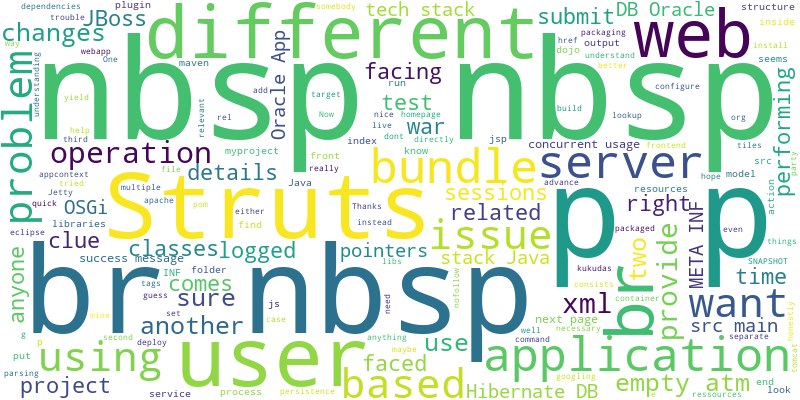 dependencies
plugin
JBoss
changes
different
tech stack
somebody
submit
DB Oracle
web
packaging
structure
href
dojo
output
understand
inside
install
better
nbsp nbsp
problem
understanding
way
webapp
One
maven
rel
facing
Oracle App
add
target
run
Now
nice
homepage
test
war
live
dont
directly
know
index
jsp
build
lookup
configure
org
seems
tiles
concurrent usage
yield
help
third
relevant
operation
myproject
front
really
details
file
bundle
server
performing
frontend
party
src
action
model
hope
resources
appcontext
tried
Jetty
OSGi
multiple
Java
find
Struts
sessions
related
issue
right
META INF
advance
p p
even
things
quick
libraries
eclipse
apache
pom
either
clue
classes
logged
pointers
Thanks
instead
libs
stack Java
success message
INF
folder
tags
guess
set
mine
br nbsp
comes
sure
js
need
nofollow
xml
kukudas
consists
packaged
container
SNAPSHOT
two
time
provide
want
br
anyone
another
use
next page
well
command
necessary
src main
separate
honestly
tomcat
g
p
put
using
user
deploy
second
case
anything
maybe
faced
application
parsing
project
service
process
persistence
based
Hibernate DB
googling
e
ressources
empty atm
end
look
trouble